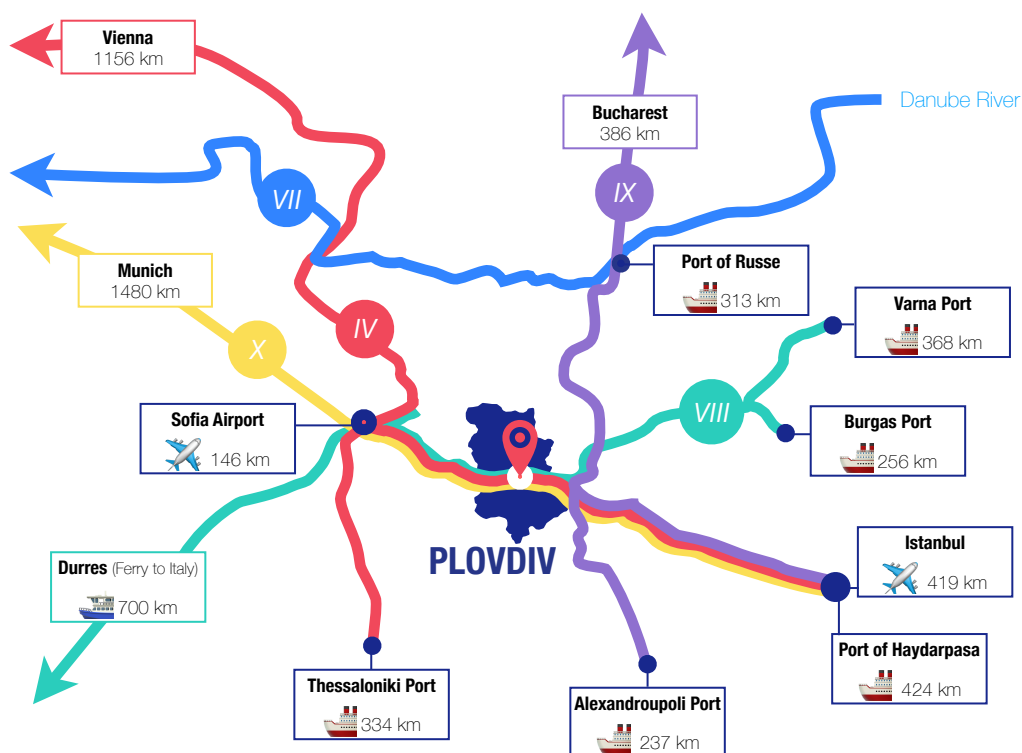 Vienna
1156 km
Bucharest
386 km
Danube River
VII
IX
Munich
1480 km
Port of Russe
313 km
Varna Port
368 km
IV
X
Sofia Airport
146 km
VIII
Burgas Port
256 km
PLOVDIV
Istanbul
419 km
Durres (Ferry to Italy)
700 km
Port of Haydarpasa
424 km
Thessaloniki Port
334 km
Alexandroupoli Port
237 km